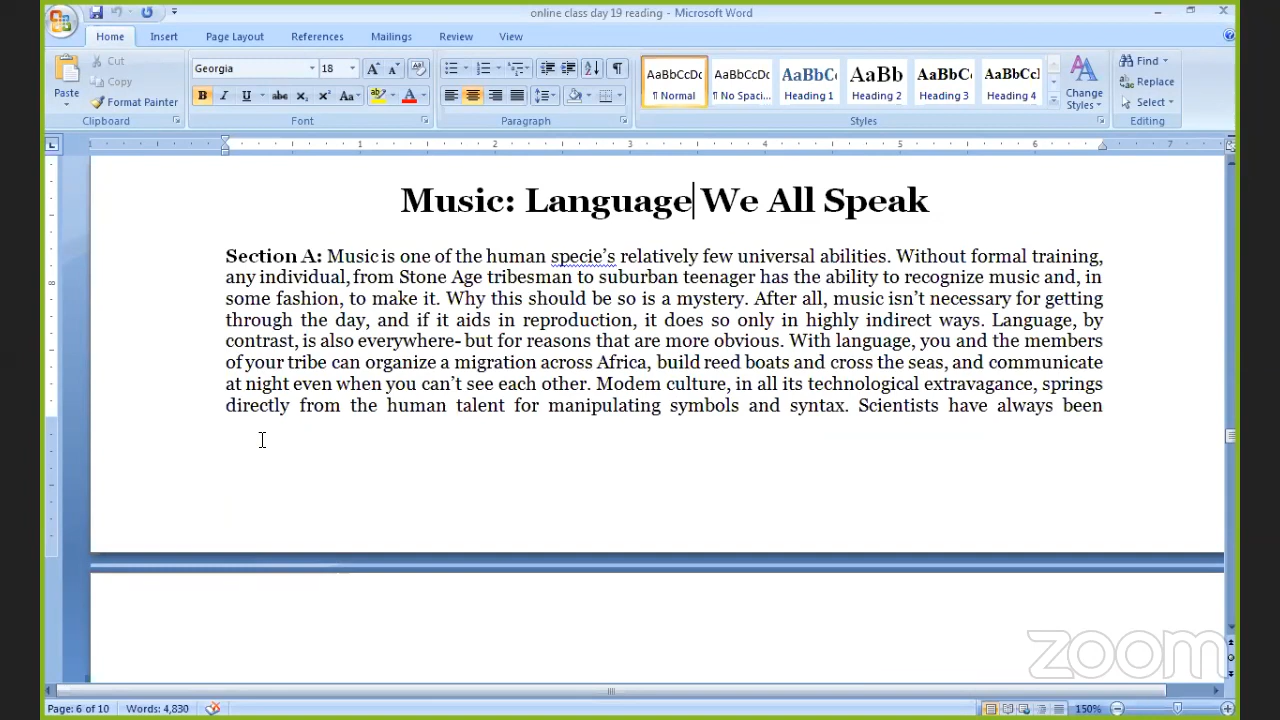 online class day 19 reading - Microsoft Word
Home Insert Page Layout References Mailings Review View
Paste
Cut
Copy
Format Painter
Clipboard
Georgia 18
Font
Paragraph
AaBbCcDc AaBbCcDc AaBbC AaBb AaBbC AaBbCcI
¶ Normal ¶ No Spaci... Heading 1 Heading 2 Heading 3 Heading 4
Change Styles
Styles
Find
Replace
Select
Editing
1 1 2 3 4 5 6 7
Music: Language We All Speak
Section A: Music is one of the human specie’s relatively few universal abilities. Without formal training,
any individual, from Stone Age tribesman to suburban teenager has the ability to recognize music and, in
some fashion, to make it. Why this should be so is a mystery. After all, music isn’t necessary for getting
through the day, and if it aids in reproduction, it does so only in highly indirect ways. Language, by
contrast, is also everywhere- but for reasons that are more obvious. With language, you and the members
of your tribe can organize a migration across Africa, build reed boats and cross the seas, and communicate
at night even when you can’t see each other. Modem culture, in all its technological extravagance, springs
directly from the human talent for manipulating symbols and syntax. Scientists have always been
zoom
Page: 6 of 10 Words: 4,830 150%